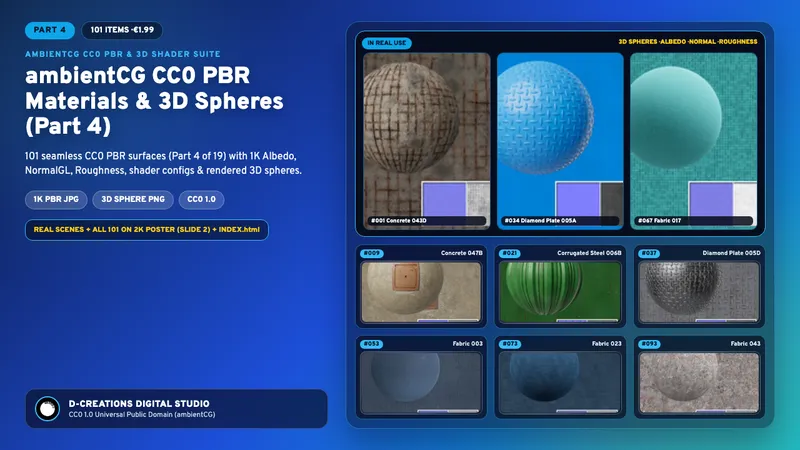 PART 4
101 ITEMS · €1.99
AMBIENTCG CC0 PBR & 3D SHADER SUITE
ambientCG CC0 PBR
Materials & 3D Spheres
(Part 4)
101 seamless CC0 PBR surfaces (Part 4 of 19) with 1K Albedo,
NormalGL, Roughness, shader configs & rendered 3D spheres.
1K PBR JPG
3D SPHERE PNG
CC0 1.0
REAL SCENES + ALL 101 ON 2K POSTER (SLIDE 2) + INDEX.html
D-CREATIONS DIGITAL STUDIO
CC0 1.0 Universal Public Domain (ambientCG)
IN REAL USE
3D SPHERES · ALBEDO · NORMAL · ROUGHNESS
#001 Concrete 043D
#034 Diamond Plate 005A
#067 Fabric 017
#009
Concrete 047B
#021
Corrugated Steel 006B
#037
Diamond Plate 005D
#053
Fabric 003
#073
Fabric 023
#093
Fabric 043